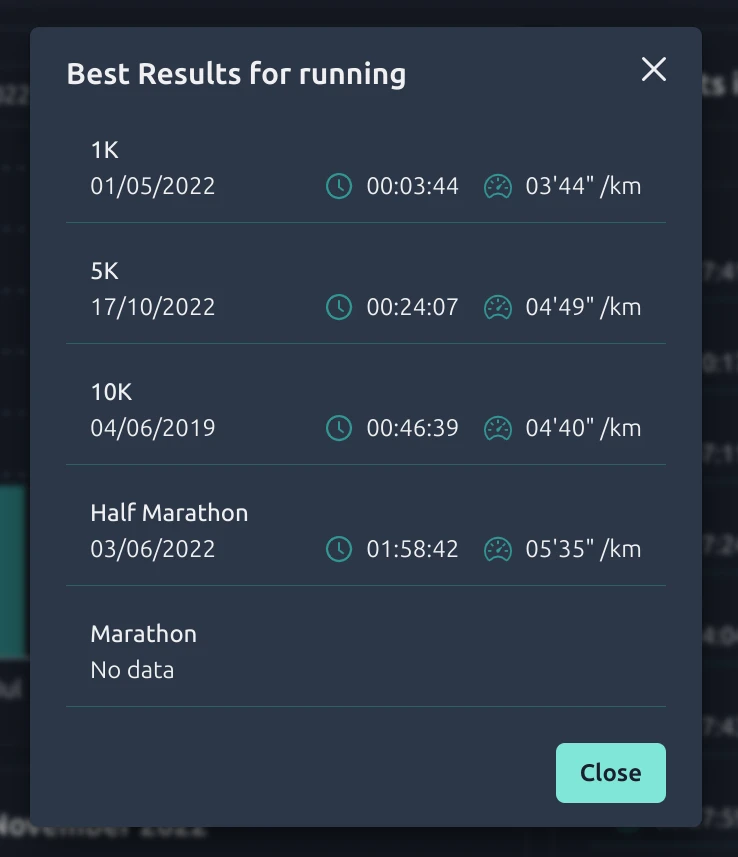 Best Results for running
1K
01/05/2022 00:03:44 03'44" /km
5K
17/10/2022 00:24:07 04'49" /km
10K
04/06/2019 00:46:39 04'40" /km
Half Marathon
03/06/2022 01:58:42 05'35" /km
Marathon
No data
Close
November 2022